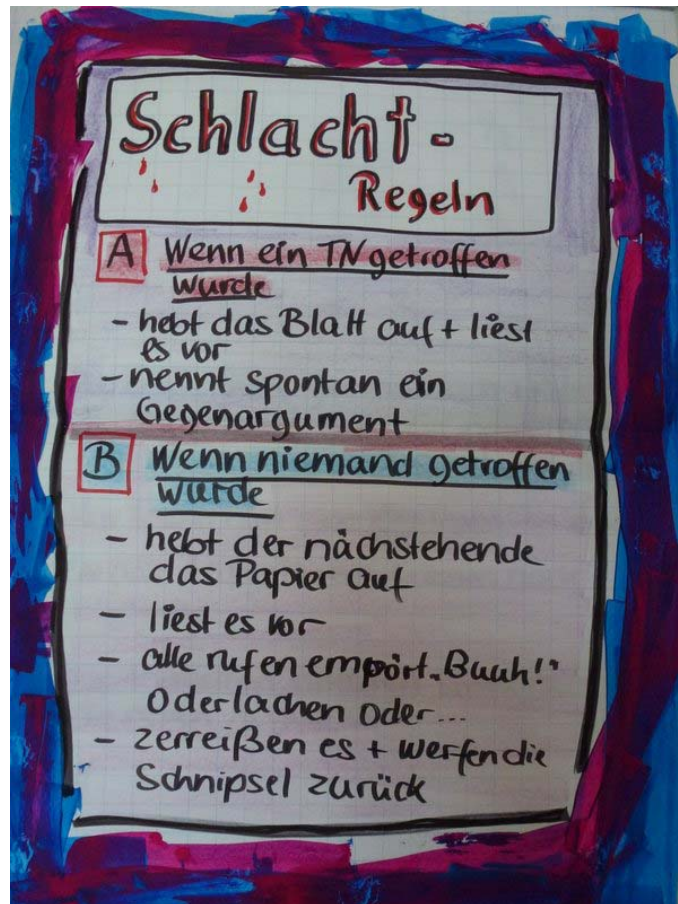 Schlacht-
Regeln
A Wenn ein TN getroffen
wurde
- hebt das Blatt auf + liest
es vor
- nennt spontan ein
Gegenargument
B Wenn niemand getroffen
wurde
- hebt der nächstehende
das Papier auf
- liest es vor
- alle rufen empört „Buuh!"
Oder lachen oder...
- zerreißen es + werfen die
Schnipsel zurück